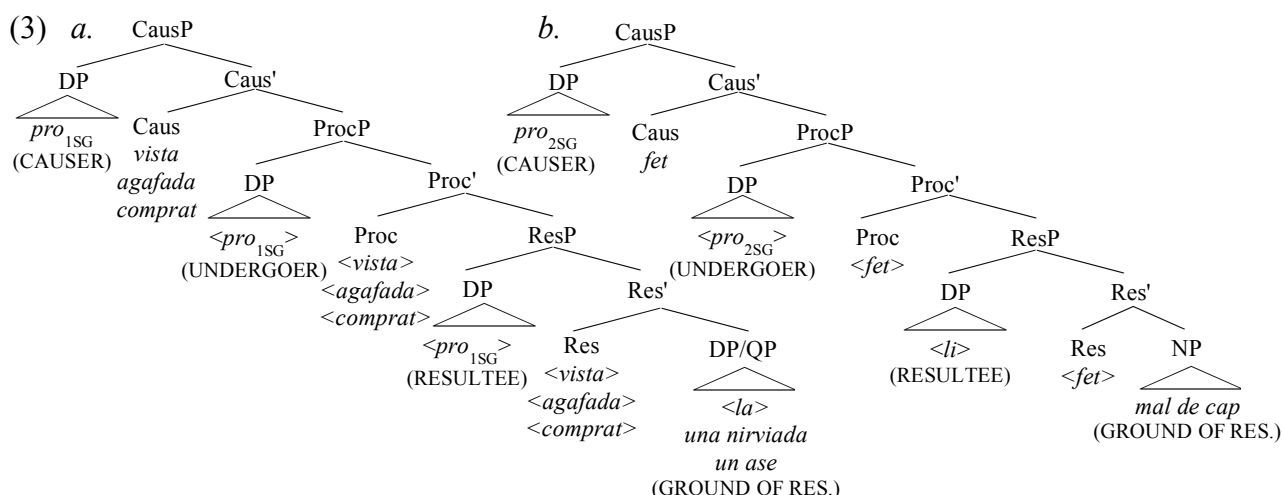 (3) a. CausP b. CausP
DP Caus' DP Caus'
pro1SG Caus ProcP pro2SG Caus ProcP
(CAUSER) vista (CAUSER) fet
agafada DP Proc' DP Proc'
comprat
<pro1SG> Proc ResP <pro2SG> Proc ResP
(UNDERGOER) <vista> (UNDERGOER) <fet>
<agafada> DP Res' DP Res'
<comprat>
<pro1SG> Res DP/QP <li> Res NP
(RESULTEE) <vista> (RESULTEE) <fet>
<agafada> <la> mal de cap
<comprat> una nirviada (GROUND OF RES.)
un ase
(GROUND OF RES.)